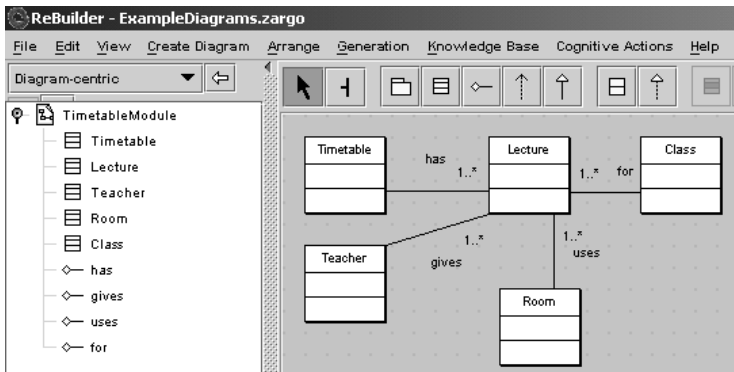 ReBuilder - ExampleDiagrams.zargo
File Edit View Create Diagram Arrange Generation Knowledge Base Cognitive Actions Help
Diagram-centric
TimetableModule
Timetable
Lecture
Teacher
Room
Class
has
gives
uses
for
Timetable
has
1..*
Lecture
1..*
for
Class
Teacher
1..*
gives
1..*
uses
Room